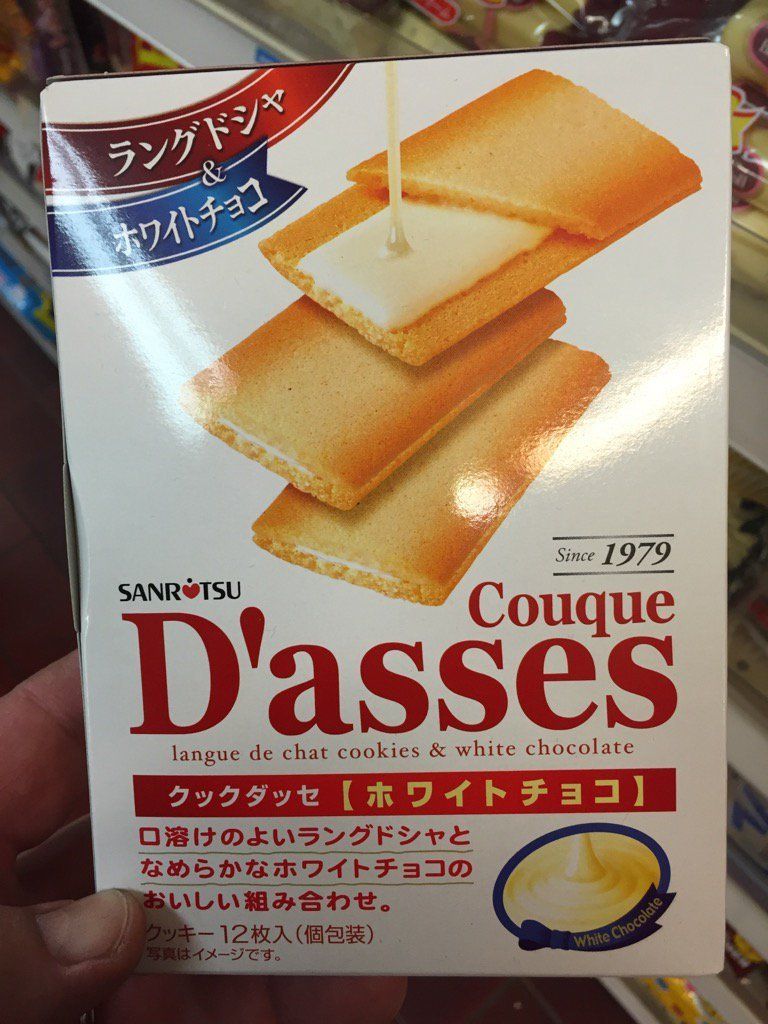 ラングドシャ
&
ホワイトチョコ
Since 1979
SANRITSU
Couque
D'asses
langue de chat cookies & white chocolate
クックダッセ【ホワイトチョコ】
口溶けのよいラングドシャと
なめらかなホワイトチョコの
おいしい組み合わせ。
クッキー12枚入(個包装)
写真はイメージです。
White Chocolate